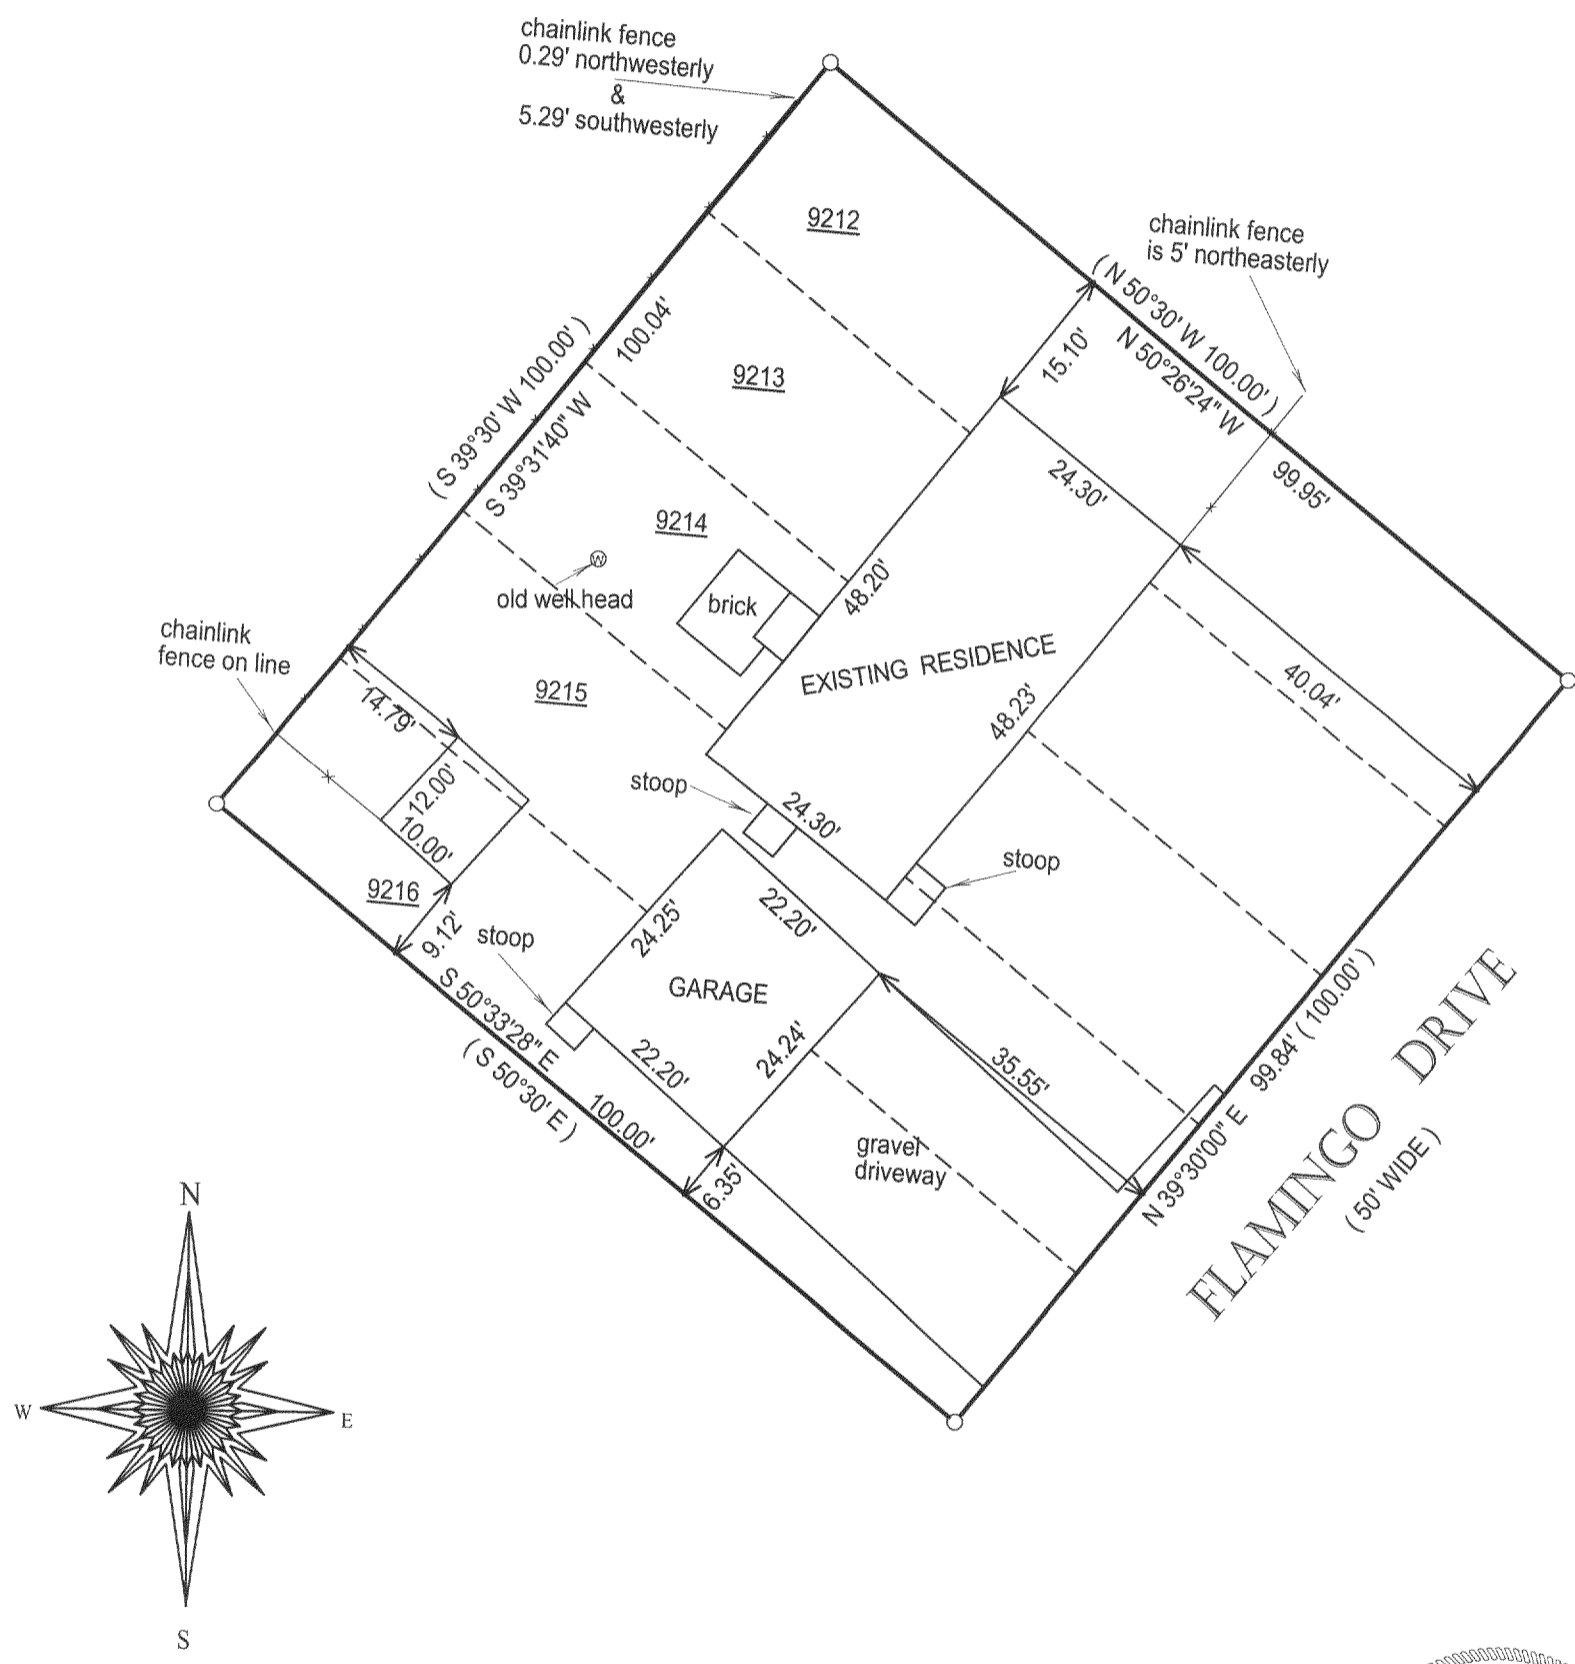 chainlink fence
0.29' northwesterly
&
5.29' southwesterly
9212
chainlink fence
is 5' northeasterly
( N 50°30' W 100.00' )
N 50°26'24" W
99.95'
15.10'
100.04'
( S 39°30' W 100.00' )
S 39°31'40" W
9213
24.30'
9214
W
old well head
brick
48.20'
EXISTING RESIDENCE
48.23'
40.04'
chainlink
fence on line
9215
14.79'
12.00'
10.00'
stoop
24.30'
stoop
9216
9.12'
stoop
24.25'
22.20'
GARAGE
24.24'
22.20'
35.55'
S 50°33'28" E
( S 50°30' E )
100.00'
6.35'
gravel
driveway
N 39°30'00" E 99.84' ( 100.00' )
FLAMINGO DRIVE
( 50' WIDE )
N
W
E
S